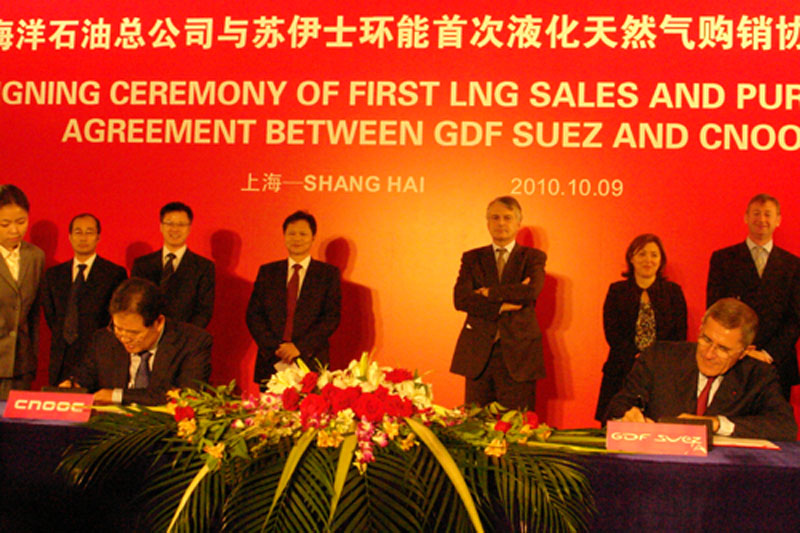 海洋石油总公司与苏伊士环能首次液化天然气购销协
GNING CEREMONY OF FIRST LNG SALES AND PUR
AGREEMENT BETWEEN GDF SUEZ AND CNOO
上海—SHANG HAI 2010.10.09
CNOOC
GDF SUEZ